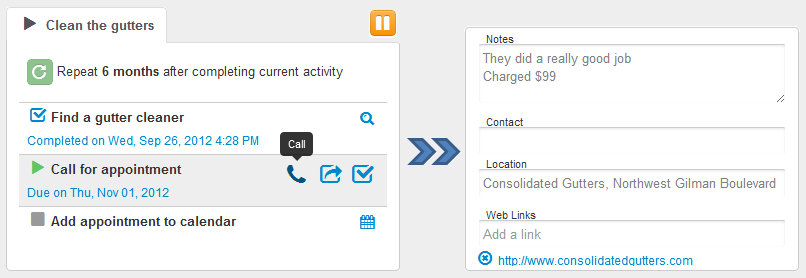 Clean the gutters
Repeat 6 months after completing current activity
Find a gutter cleaner
Completed on Wed, Sep 26, 2012 4:28 PM
Call
Call for appointment
Due on Thu, Nov 01, 2012
Add appointment to calendar
Notes
They did a really good job
Charged $99
Contact
Location
Consolidated Gutters, Northwest Gilman Boulevard
Web Links
Add a link
http://www.consolidatedgutters.com